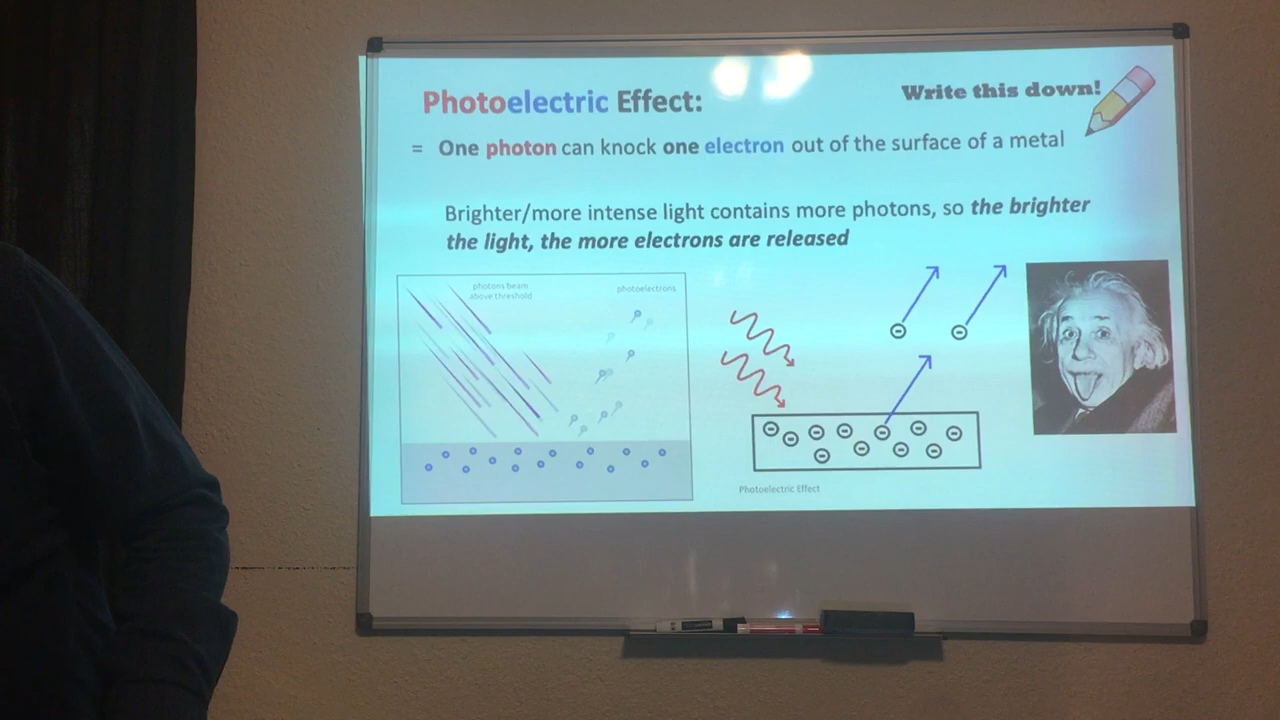 Photoelectric Effect:
Write this down!
= One photon can knock one electron out of the surface of a metal
Brighter/more intense light contains more photons, so the brighter
the light, the more electrons are released
photons beam
above threshold
photoelectrons
Photoelectric Effect